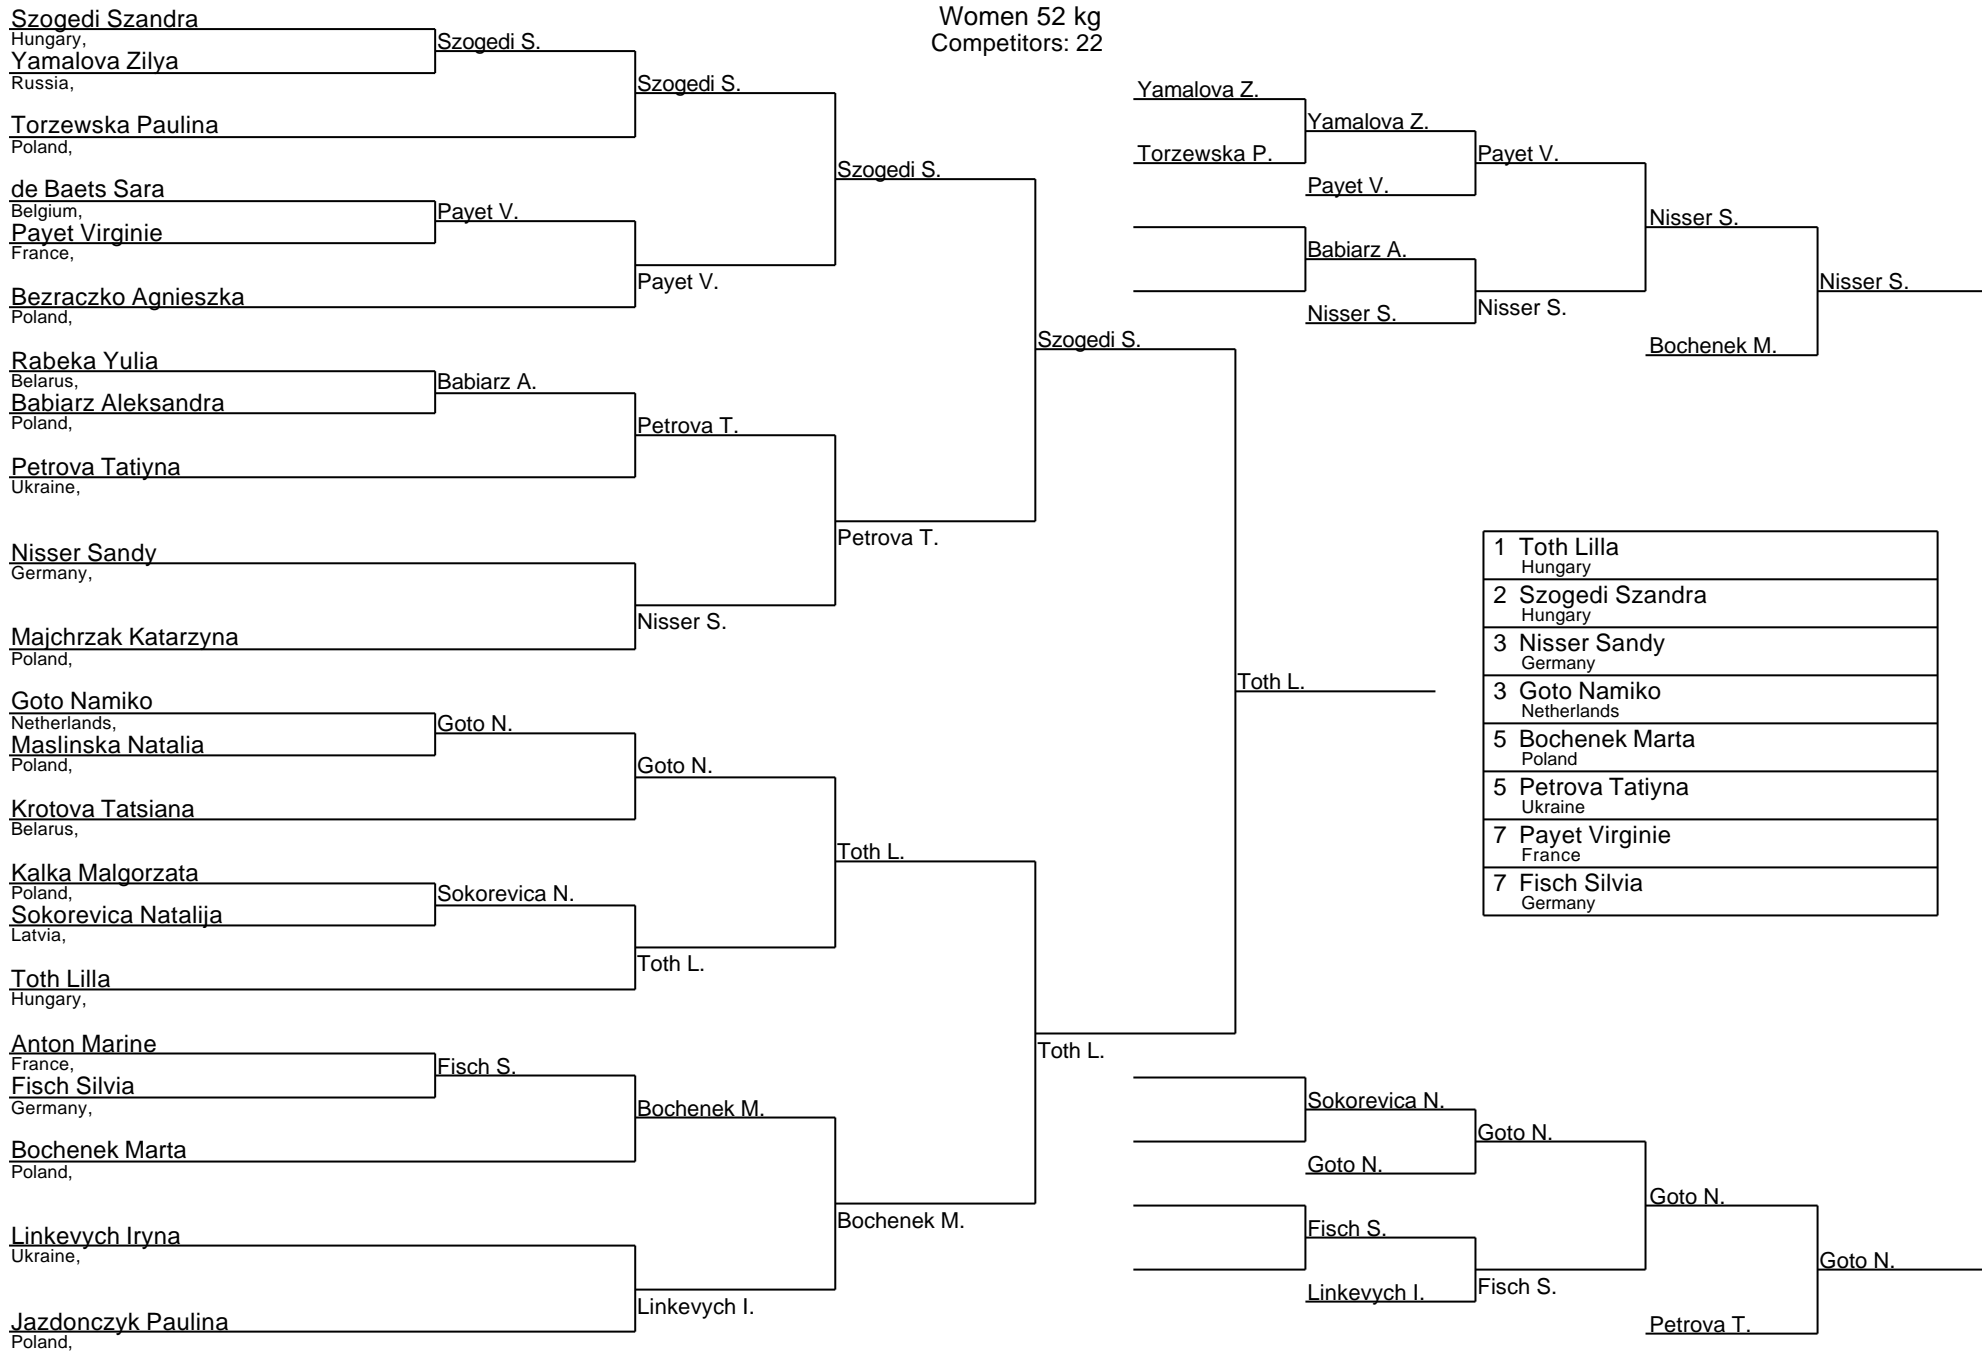 Women 52 kg
Competitors: 22
Szogedi Szandra
Hungary,
Yamalova Zilya
Russia,
Torzewska Paulina
Poland,
de Baets Sara
Belgium,
Payet Virginie
France,
Bezraczko Agnieszka
Poland,
Rabeka Yulia
Belarus,
Babiarz Aleksandra
Poland,
Petrova Tatiyna
Ukraine,
Nisser Sandy
Germany,
Majchrzak Katarzyna
Poland,
Goto Namiko
Netherlands,
Maslinska Natalia
Poland,
Krotova Tatsiana
Belarus,
Kalka Malgorzata
Poland,
Sokorevica Natalija
Latvia,
Toth Lilla
Hungary,
Anton Marine
France,
Fisch Silvia
Germany,
Bochenek Marta
Poland,
Linkevych Iryna
Ukraine,
Jazdonczyk Paulina
Poland,
Szogedi S.
Payet V.
Babiarz A.
Goto N.
Sokorevica N.
Fisch S.
Szogedi S.
Payet V.
Petrova T.
Nisser S.
Goto N.
Toth L.
Bochenek M.
Linkevych I.
Szogedi S.
Petrova T.
Toth L.
Bochenek M.
Szogedi S.
Toth L.
Toth L.
Yamalova Z.
Torzewska P.
Yamalova Z.
Payet V.
Babiarz A.
Nisser S.
Payet V.
Nisser S.
Nisser S.
Bochenek M.
Nisser S.
1 Toth Lilla
Hungary
2 Szogedi Szandra
Hungary
3 Nisser Sandy
Germany
3 Goto Namiko
Netherlands
5 Bochenek Marta
Poland
5 Petrova Tatiyna
Ukraine
7 Payet Virginie
France
7 Fisch Silvia
Germany
Sokorevica N.
Goto N.
Fisch S.
Linkevych I.
Goto N.
Fisch S.
Goto N.
Petrova T.
Goto N.